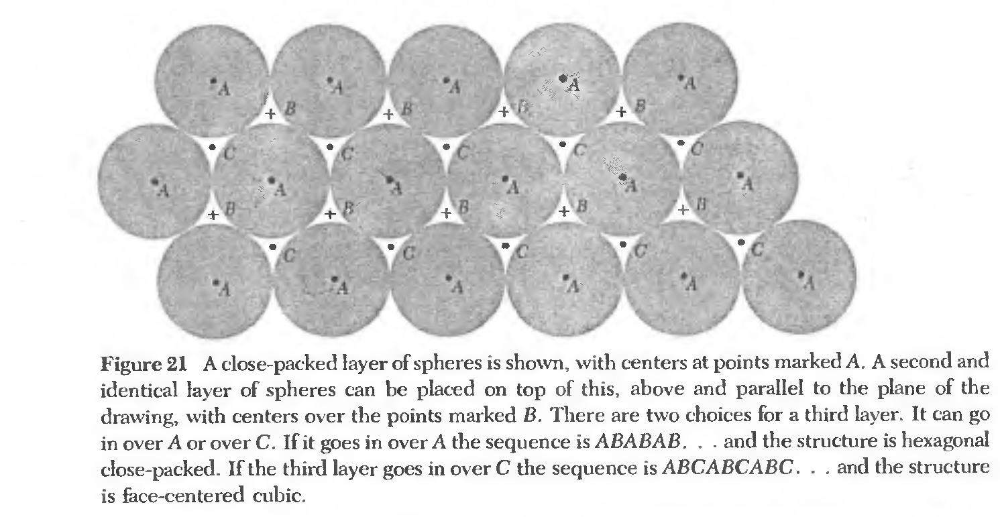 A A A A A
B B B B
C C C C C
A A A A A A
B B B B B
C C C C C
A A A A A A
Figure 21 A close-packed layer of spheres is shown, with centers at points marked A. A second and
identical layer of spheres can be placed on top of this, above and parallel to the plane of the
drawing, with centers over the points marked B. There are two choices for a third layer. It can go
in over A or over C. If it goes in over A the sequence is ABABAB. . . and the structure is hexagonal
close-packed. If the third layer goes in over C the sequence is ABCABCABC. . . and the structure
is face-centered cubic.